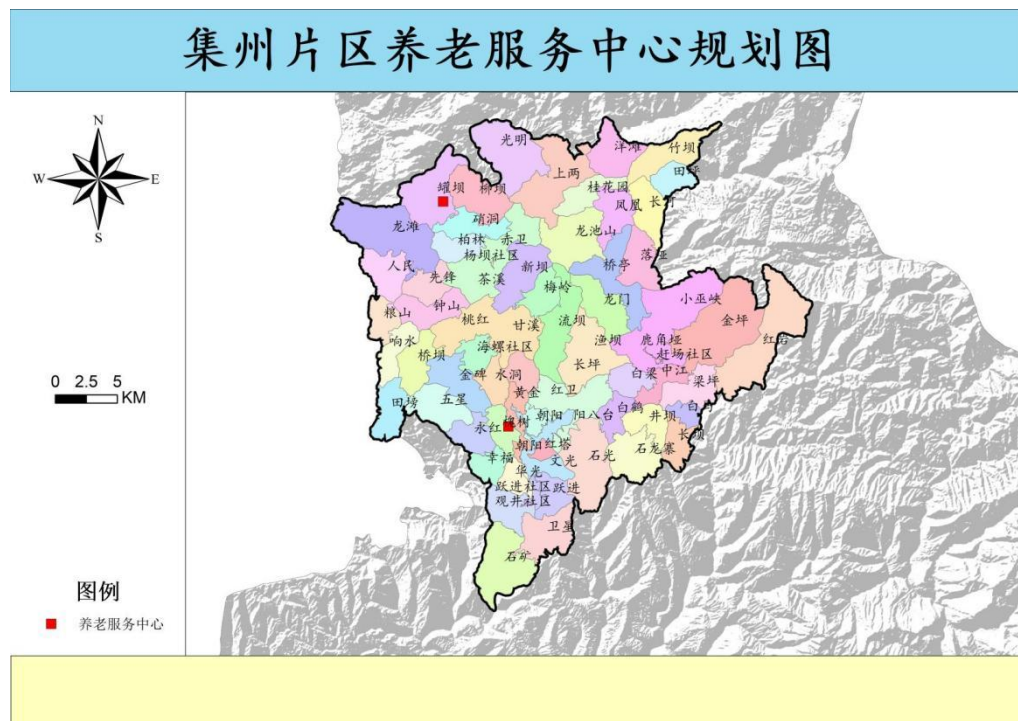 集州片区养老服务中心规划图
N
W
E
S
0 2.5 5
KM
图例
养老服务中心
光明
洋滩
竹坝
上两
田坪
罐坝
柳坝
桂花园
凤凰
龙滩
硝洞
龙池山
柏林
赤卫
杨坝社区
新坝
桥亭
人民
先锋
茶溪
梅岭
龙门
小巫峡
粮山
钟山
桃红
甘溪
流坝
渔坝
金坪
响水
桥坝
海螺社区
长坪
鹿角垭
赶场社区
红岩
金碑
水洞
白梁
中江
梁坪
田垮
五星
黄金
红卫
永红
槐树
朝阳
阳八台
白鹤
井坝
幸福
朝阳
红塔
石光
石龙寨
长坝
华光
文光
跃进社区
跃进
观井社区
卫星
石矿